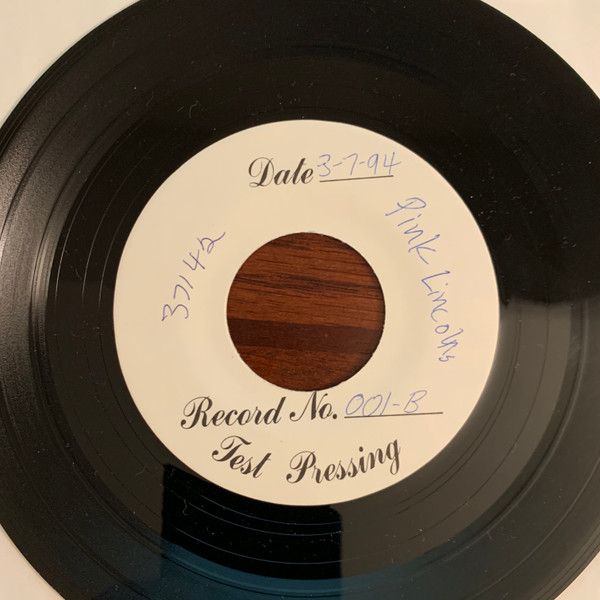 Date 3-7-94
Pink Lincolns
37142
Record No. 001-B
Test Pressing